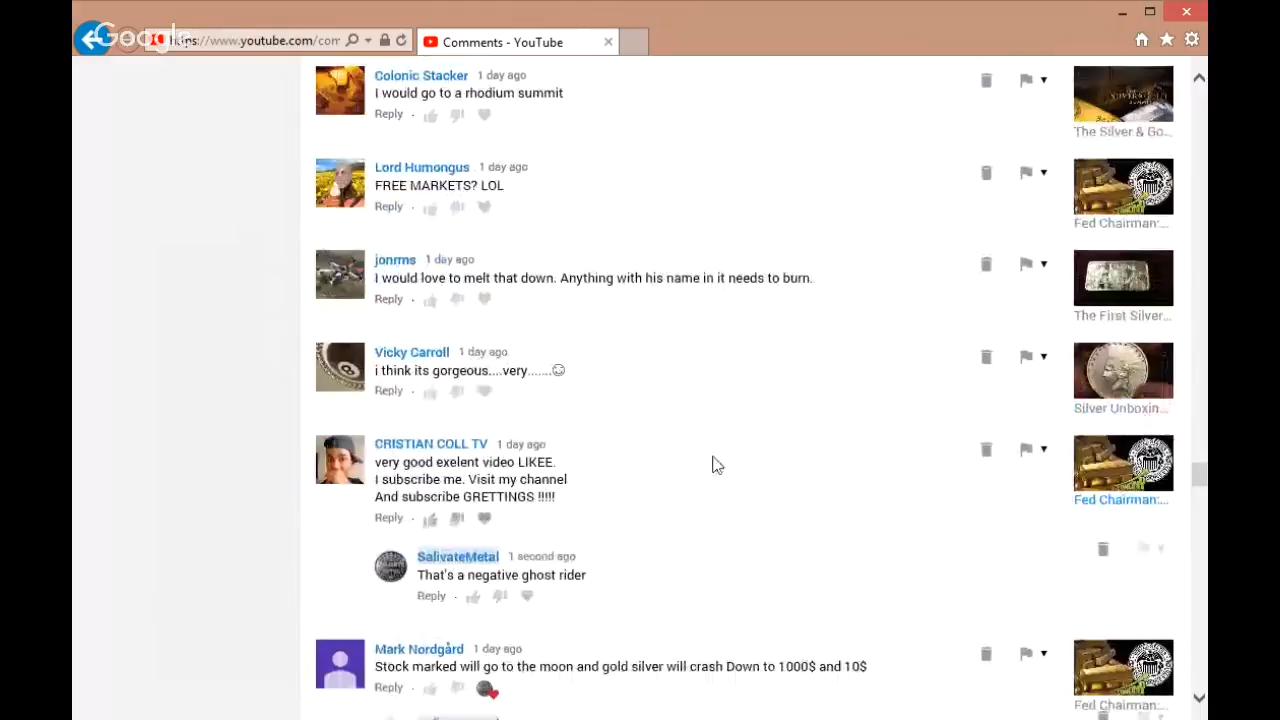 Google
https://www.youtube.com/com
Comments - YouTube
Colonic Stacker 1 day ago
I would go to a rhodium summit
Reply ·
The Silver & Go...
Lord Humongus 1 day ago
FREE MARKETS? LOL
Reply ·
Fed Chairman:...
jonrms 1 day ago
I would love to melt that down. Anything with his name in it needs to burn.
Reply ·
The First Silver...
Vicky Carroll 1 day ago
i think its gorgeous....very.......☺
Reply ·
Silver Unboxin...
CRISTIAN COLL TV 1 day ago
very good exelent video LIKEE.
I subscribe me. Visit my channel
And subscribe GRETTINGS !!!!!
Reply ·
Fed Chairman:...
SalivateMetal 1 second ago
That's a negative ghost rider
Reply ·
Mark Nordgård 1 day ago
Stock marked will go to the moon and gold silver will crash Down to 1000$ and 10$
Reply ·
Fed Chairman:...